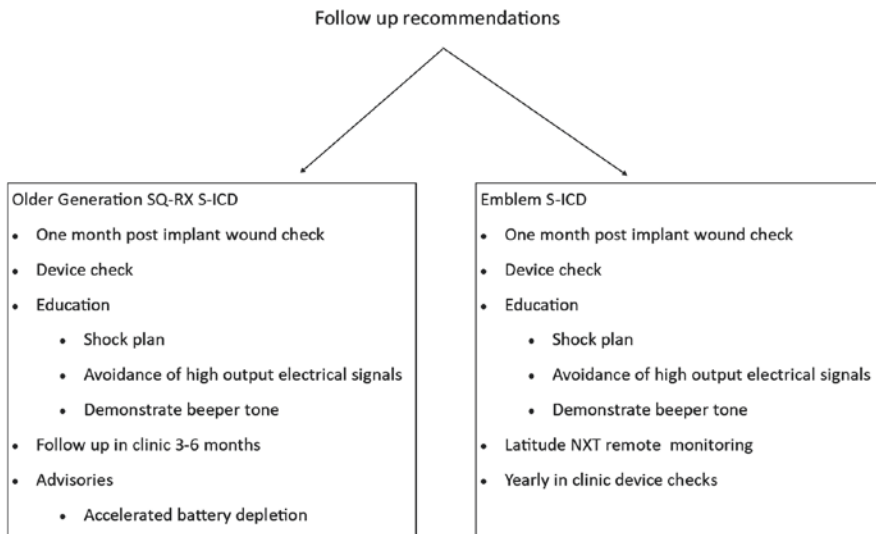 Follow up recommendations
Older Generation SQ-RX S-ICD
• One month post implant wound check
• Device check
• Education
• Shock plan
• Avoidance of high output electrical signals
• Demonstrate beeper tone
• Follow up in clinic 3-6 months
• Advisories
• Accelerated battery depletion
Emblem S-ICD
• One month post implant wound check
• Device check
• Education
• Shock plan
• Avoidance of high output electrical signals
• Demonstrate beeper tone
• Latitude NXT remote monitoring
• Yearly in clinic device checks